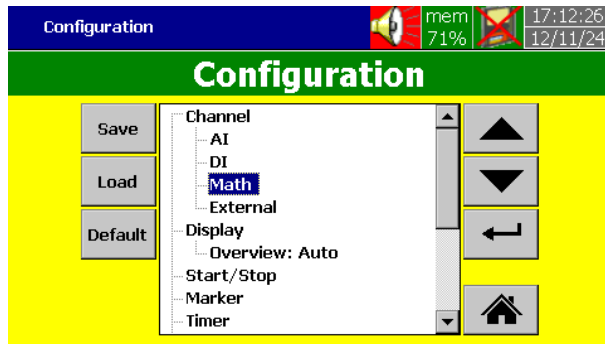 Configuration
mem
71%
17:12:26
12/11/24
Configuration
Save
Load
Default
Channel
AI
DI
Math
External
Display
Overview: Auto
Start/Stop
Marker
Timer